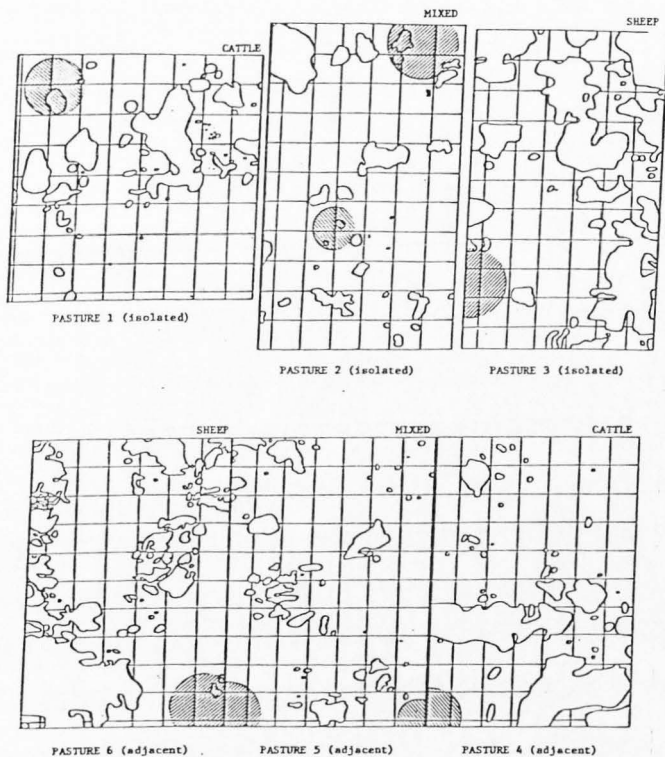 MIXED
SHEEP
CATTLE
PASTURE 1 (isolated)
PASTURE 2 (isolated)
PASTURE 3 (isolated)
SHEEP
MIXED
CATTLE
PASTURE 6 (adjacent)
PASTURE 5 (adjacent)
PASTURE 4 (adjacent)